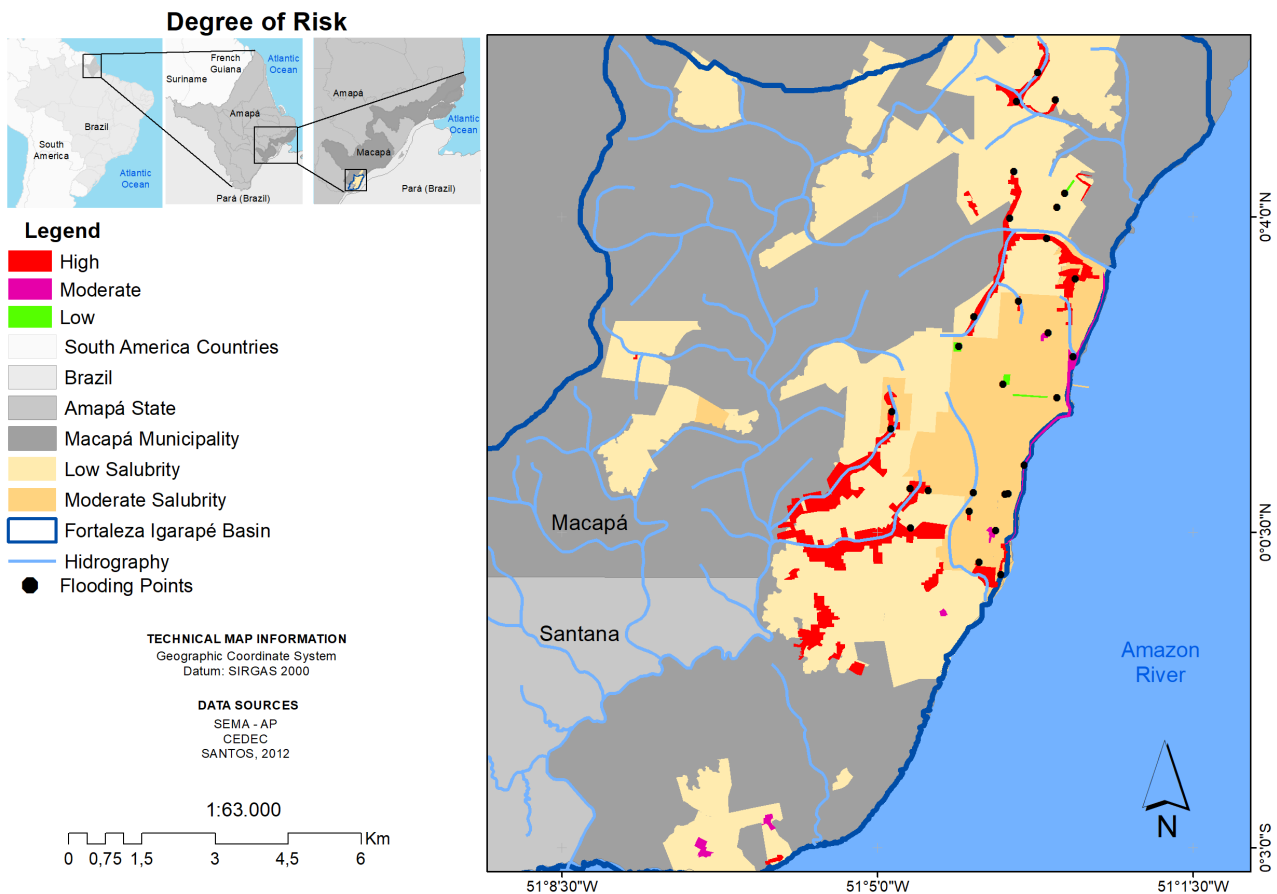 Degree of Risk
Brazil
South
America
Atlantic
Ocean
French
Guiana
Suriname
Atlantic
Ocean
Amapá
Pará (Brazil)
Amapá
Atlantic
Ocean
Macapá
Pará (Brazil)
Legend
High
Moderate
Low
South America Countries
Brazil
Amapá State
Macapá Municipality
Low Salubrity
Moderate Salubrity
Fortaleza Igarapé Basin
Hidrography
Flooding Points
TECHNICAL MAP INFORMATION
Geographic Coordinate System
Datum: SIRGAS 2000
DATA SOURCES
SEMA - AP
CEDEC
SANTOS, 2012
1:63.000
Km
0 0,75 1,5 3 4,5 6
Macapá
Santana
Amazon
River
N
0°4'0"N
0°0'30"N
0°3'0"S
51°8'30"W 51°5'0"W 51°1'30"W